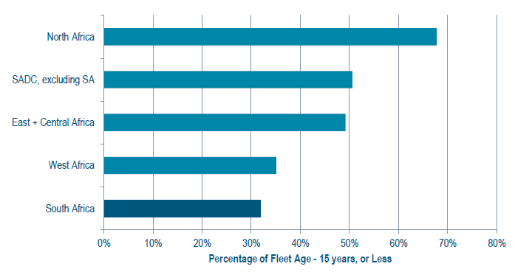 North Africa
SADC, excluding SA
East + Central Africa
West Africa
South Africa
0% 10% 20% 30% 40% 50% 60% 70% 80%
Percentage of Fleet Age - 15 years, or Less